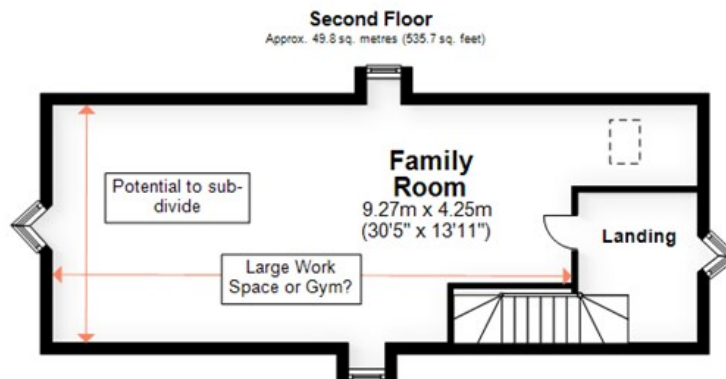 Second Floor
Approx. 49.8 sq. metres (535.7 sq. feet)
Potential to sub-
divide
Family
Room
9.27m x 4.25m
(30'5" x 13'11")
Landing
Large Work
Space or Gym?